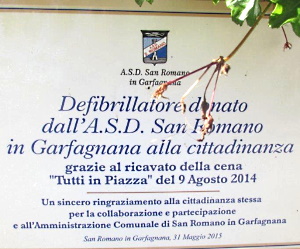 A.S.D. San Romano
in Garfagnana
Defibrillatore donato
dall'A.S.D. San Romano
in Garfagnana alla cittadinanza
grazie al ricavato della cena
"Tutti in Piazza" del 9 Agosto 2014
Un sincero ringraziamento alla cittadinanza stessa
per la collaborazione e partecipazione
e all'Amministrazione Comunale di San Romano in Garfagnana
San Romano in Garfagnana, 31 Maggio 2015